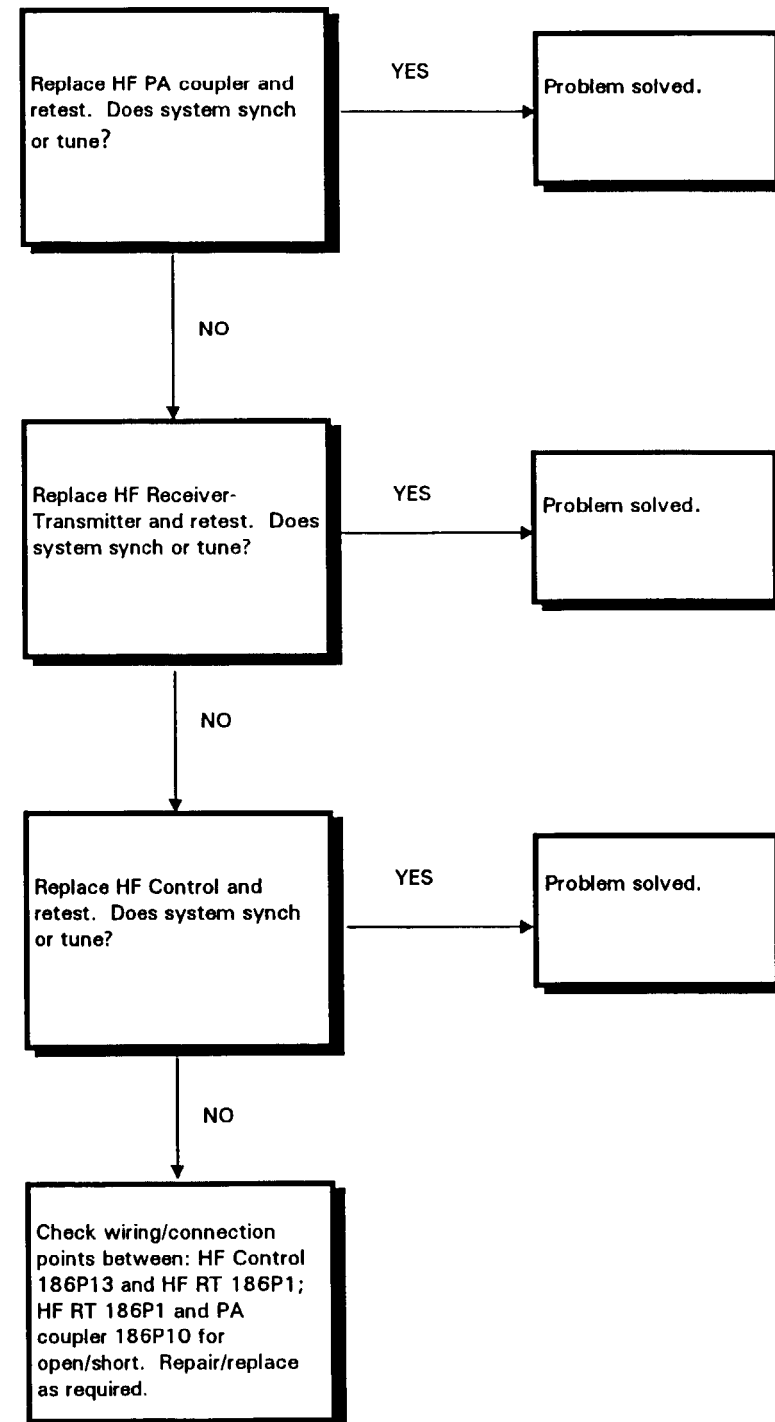 Replace HF PA coupler and
retest. Does system synch
or tune?
YES
Problem solved.
NO
Replace HF Receiver-
Transmitter and retest. Does
system synch or tune?
YES
Problem solved.
NO
Replace HF Control and
retest. Does system synch
or tune?
YES
Problem solved.
NO
Check wiring/connection
points between: HF Control
186P13 and HF RT 186P1;
HF RT 186P1 and PA
coupler 186P10 for
open/short. Repair/replace
as required.